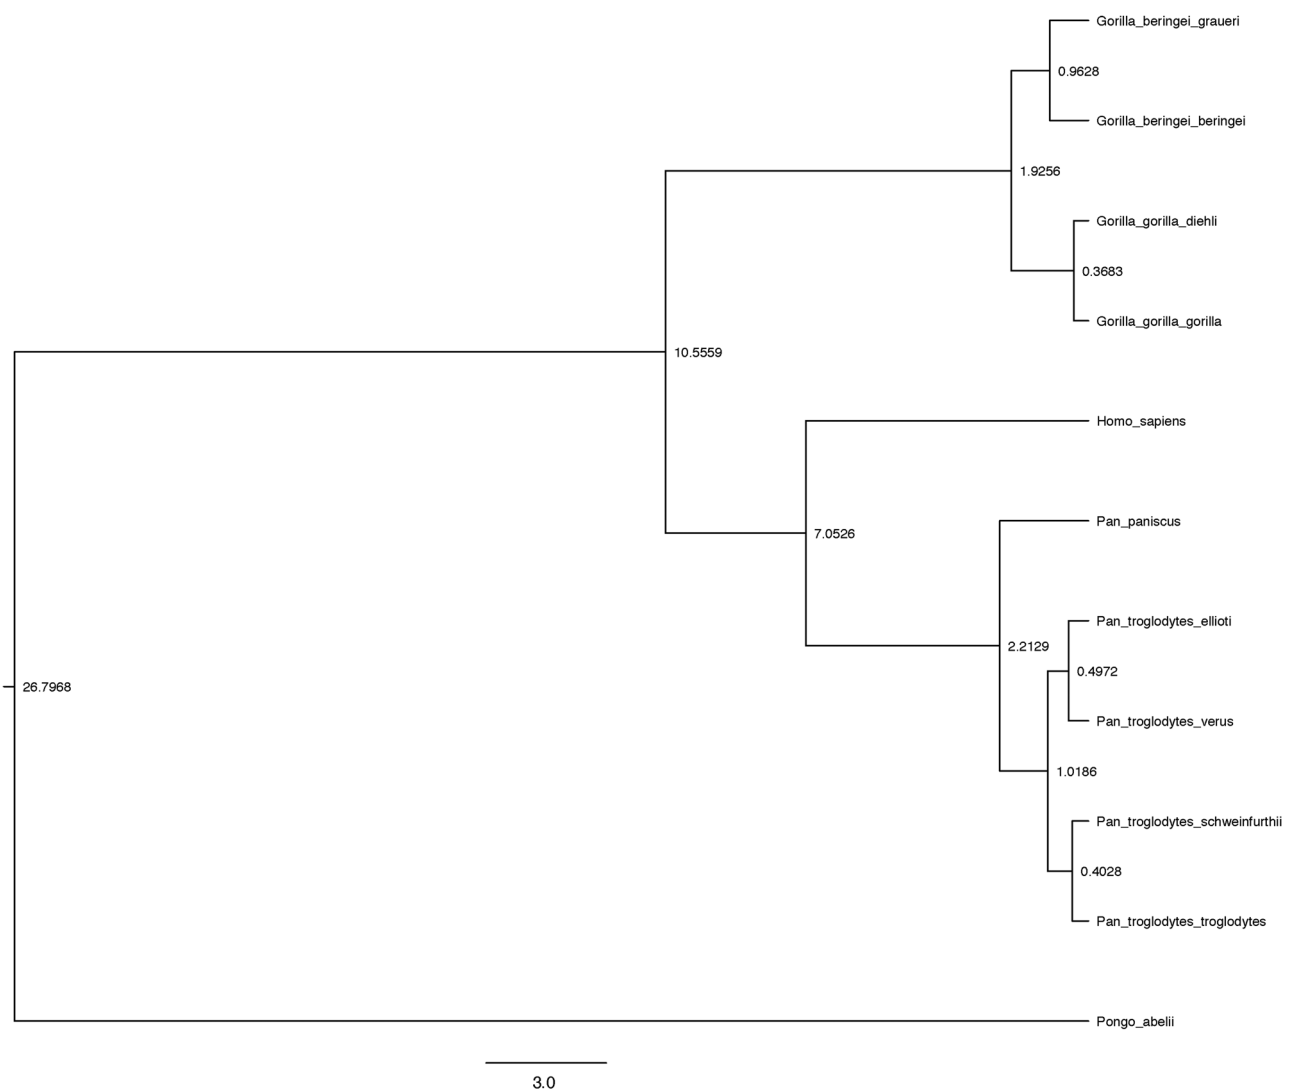 Gorilla_beringei_graueri
0.9628
Gorilla_beringei_beringei
1.9256
Gorilla_gorilla_diehli
0.3683
Gorilla_gorilla_gorilla
10.5559
Homo_sapiens
Pan_paniscus
7.0526
Pan_troglodytes_ellioti
2.2129
0.4972
26.7968
Pan_troglodytes_verus
1.0186
Pan_troglodytes_schweinfurthii
0.4028
Pan_troglodytes_troglodytes
Pongo_abelii
3.0